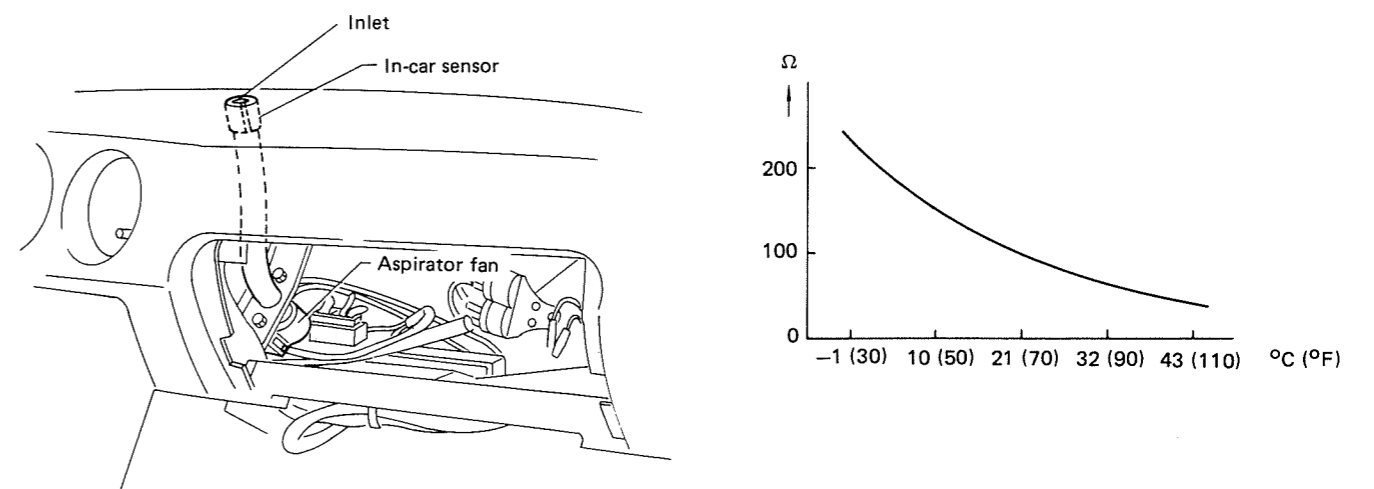 Inlet
In-car sensor
Aspirator fan
Ω
200
100
0
−1 (30) 10 (50) 21 (70) 32 (90) 43 (110) °C (°F)